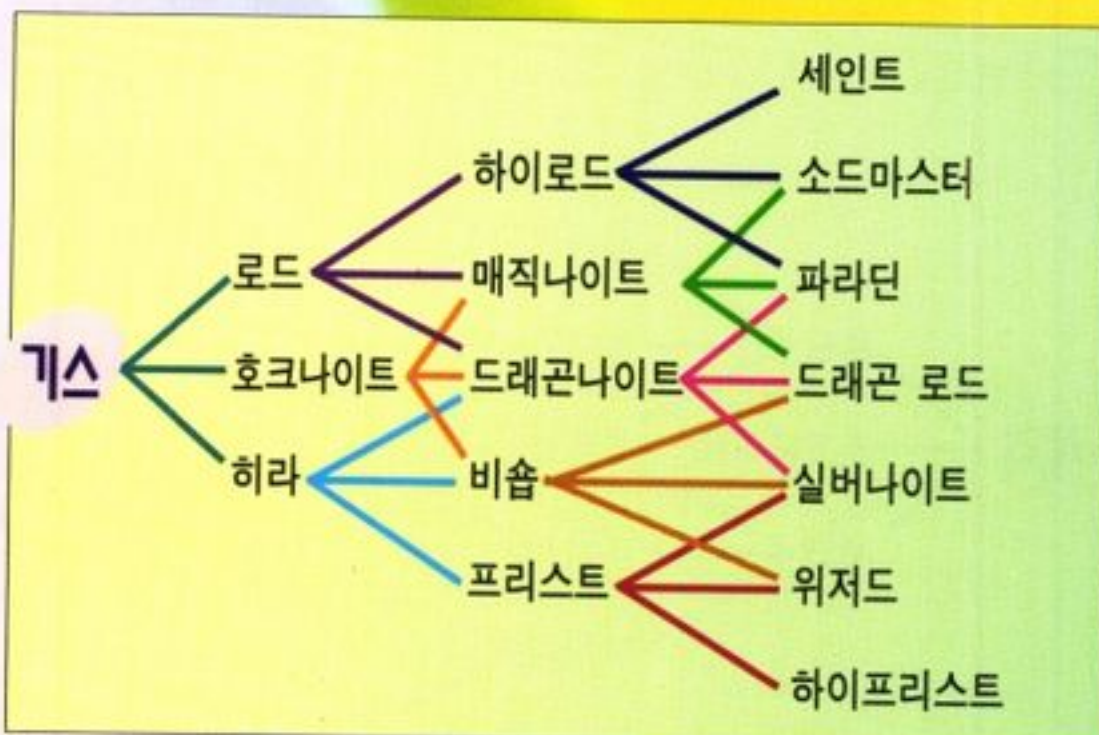 기스
로드
호크나이트
히라
하이로드
매직나이트
드래곤나이트
비숍
프리스트
세인트
소드마스터
파라딘
드래곤 로드
실버나이트
위저드
하이프리스트